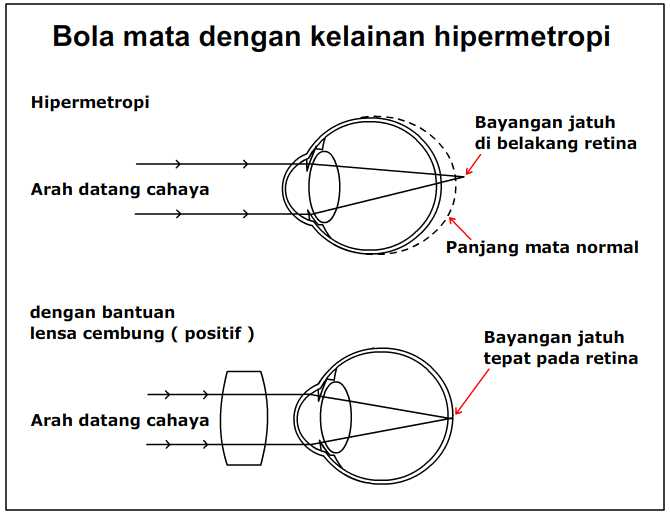 Bola mata dengan kelainan hipermetropi
Hipermetropi
Bayangan jatuh
di belakang retina
Arah datang cahaya
Panjang mata normal
dengan bantuan
lensa cembung ( positif )
Bayangan jatuh
tepat pada retina
Arah datang cahaya